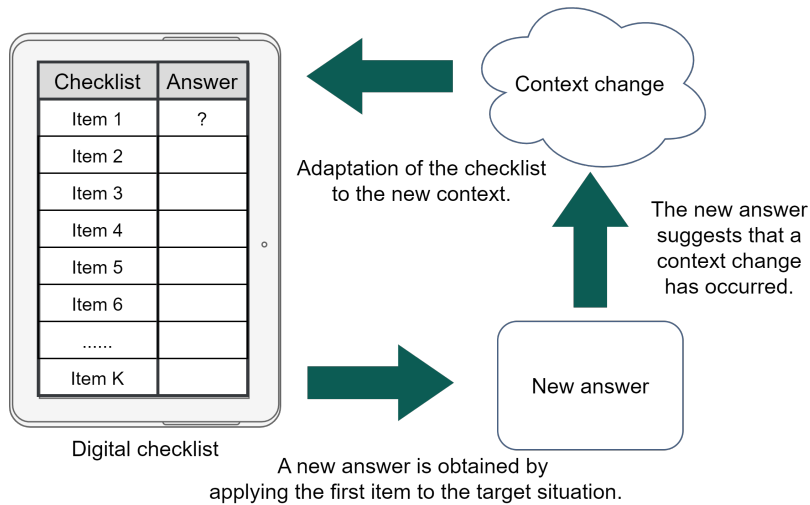 Checklist Answer
Item 1 ?
Item 2
Item 3
Item 4
Item 5
Item 6
......
Item K
Digital checklist
Context change
Adaptation of the checklist
to the new context.
The new answer
suggests that a
context change
has occurred.
New answer
A new answer is obtained by
applying the first item to the target situation.